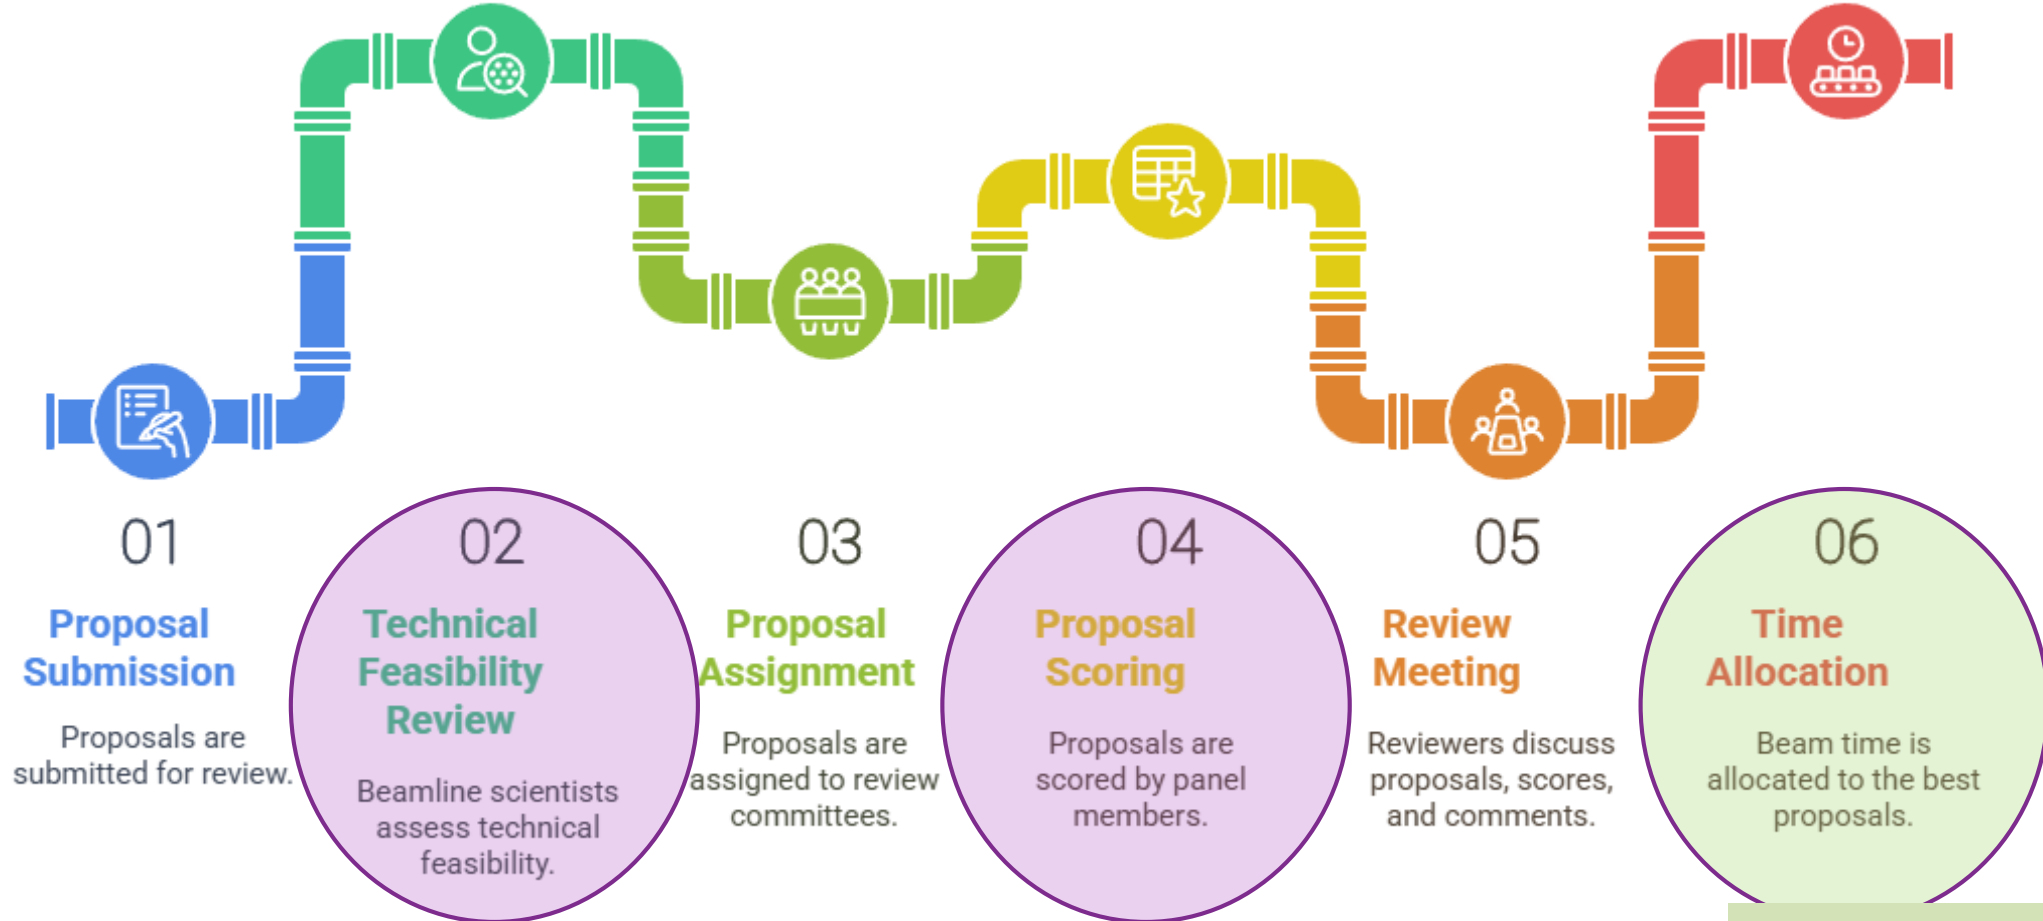 01
Proposal
Submission
Proposals are
submitted for review.
02
Technical
Feasibility
Review
Beamline scientists
assess technical
feasibility.
03
Proposal
Assignment
Proposals are
assigned to review
committees.
04
Proposal
Scoring
Proposals are
scored by panel
members.
05
Review
Meeting
Reviewers discuss
proposals, scores,
and comments.
06
Time
Allocation
Beam time is
allocated to the best
proposals.